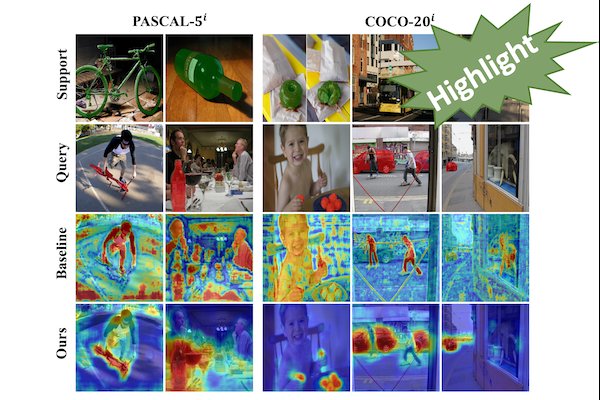 PASCAL-5ⁱ
COCO-20ⁱ
Highlight
Support
Query
Baseline
Ours